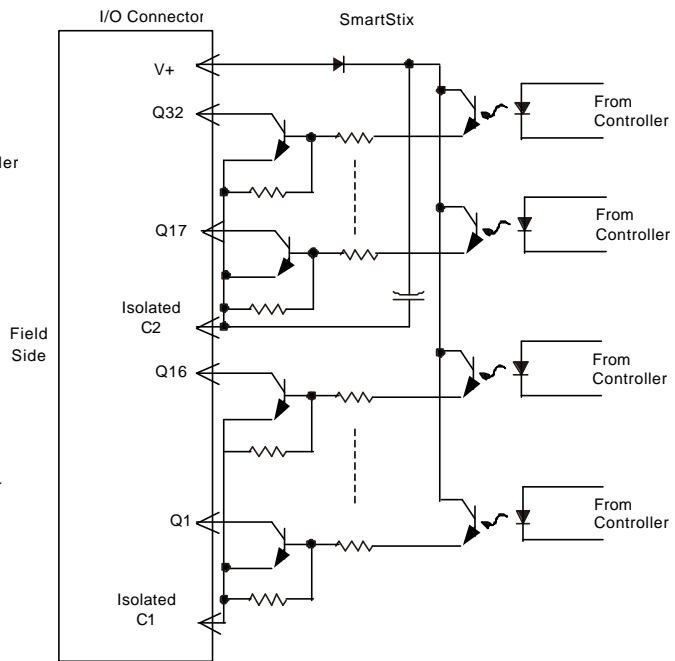 I/O Connector
SmartStix
V+
Q32
From
Controller
Q17
From
Controller
Isolated
C2
Field
Side
Q16
From
Controller
Q1
From
Controller
Isolated
C1